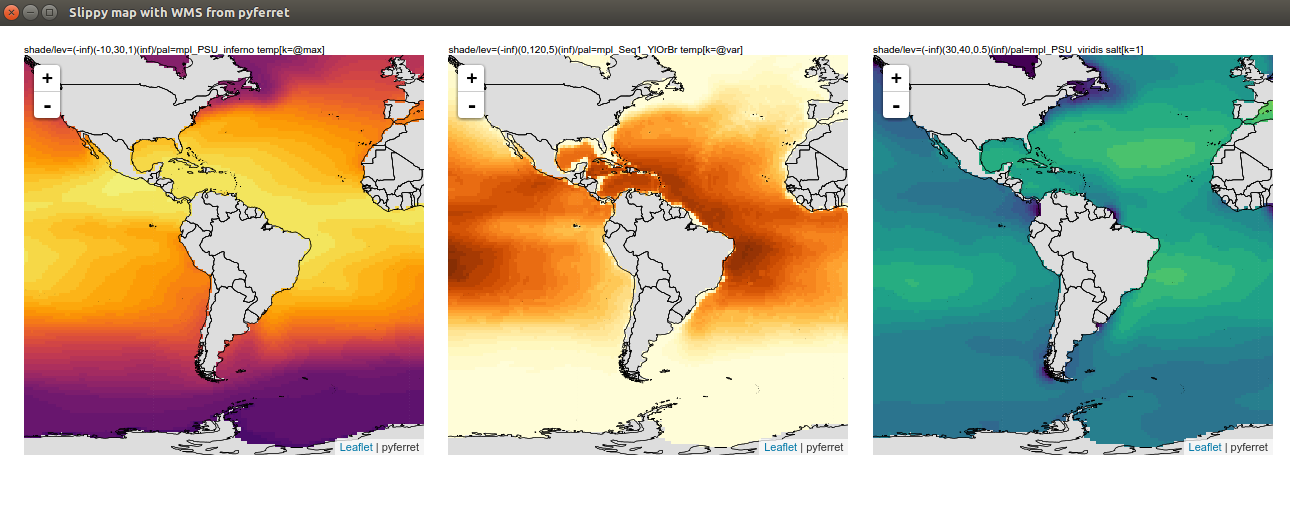 Slippy map with WMS from pyferret
shade/lev=(-inf)(-10,30,1)(inf)/pal=mpl_PSU_inferno temp[k=@max]
shade/lev=(-inf)(0,120,5)(inf)/pal=mpl_Seq1_YlOrBr temp[k=@var]
shade/lev=(-inf)(30,40,0.5)(inf)/pal=mpl_PSU_viridis salt[k=1]
+
-
+
-
+
-
Leaflet | pyferret
Leaflet | pyferret
Leaflet | pyferret